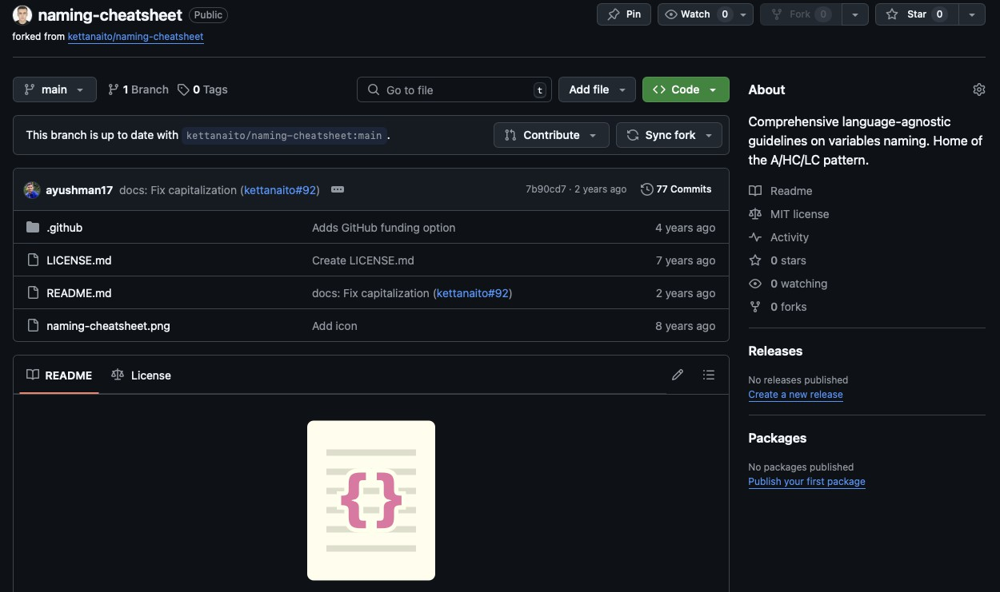 naming-cheatsheet Public Pin Watch 0 Fork 0 Star 0
forked from kettanaito/naming-cheatsheet
main 1 Branch 0 Tags Go to file t Add file <> Code
This branch is up to date with kettanaito/naming-cheatsheet:main . Contribute Sync fork
ayushman17 docs: Fix capitalization (kettanaito#92) 7b90cd7 · 2 years ago 77 Commits
.github Adds GitHub funding option 4 years ago
LICENSE.md Create LICENSE.md 7 years ago
README.md docs: Fix capitalization (kettanaito#92) 2 years ago
naming-cheatsheet.png Add icon 8 years ago
README License
{}
About
Comprehensive language-agnostic
guidelines on variables naming. Home of
the A/HC/LC pattern.
Readme
MIT license
Activity
0 stars
0 watching
0 forks
Releases
No releases published
Create a new release
Packages
No packages published
Publish your first package